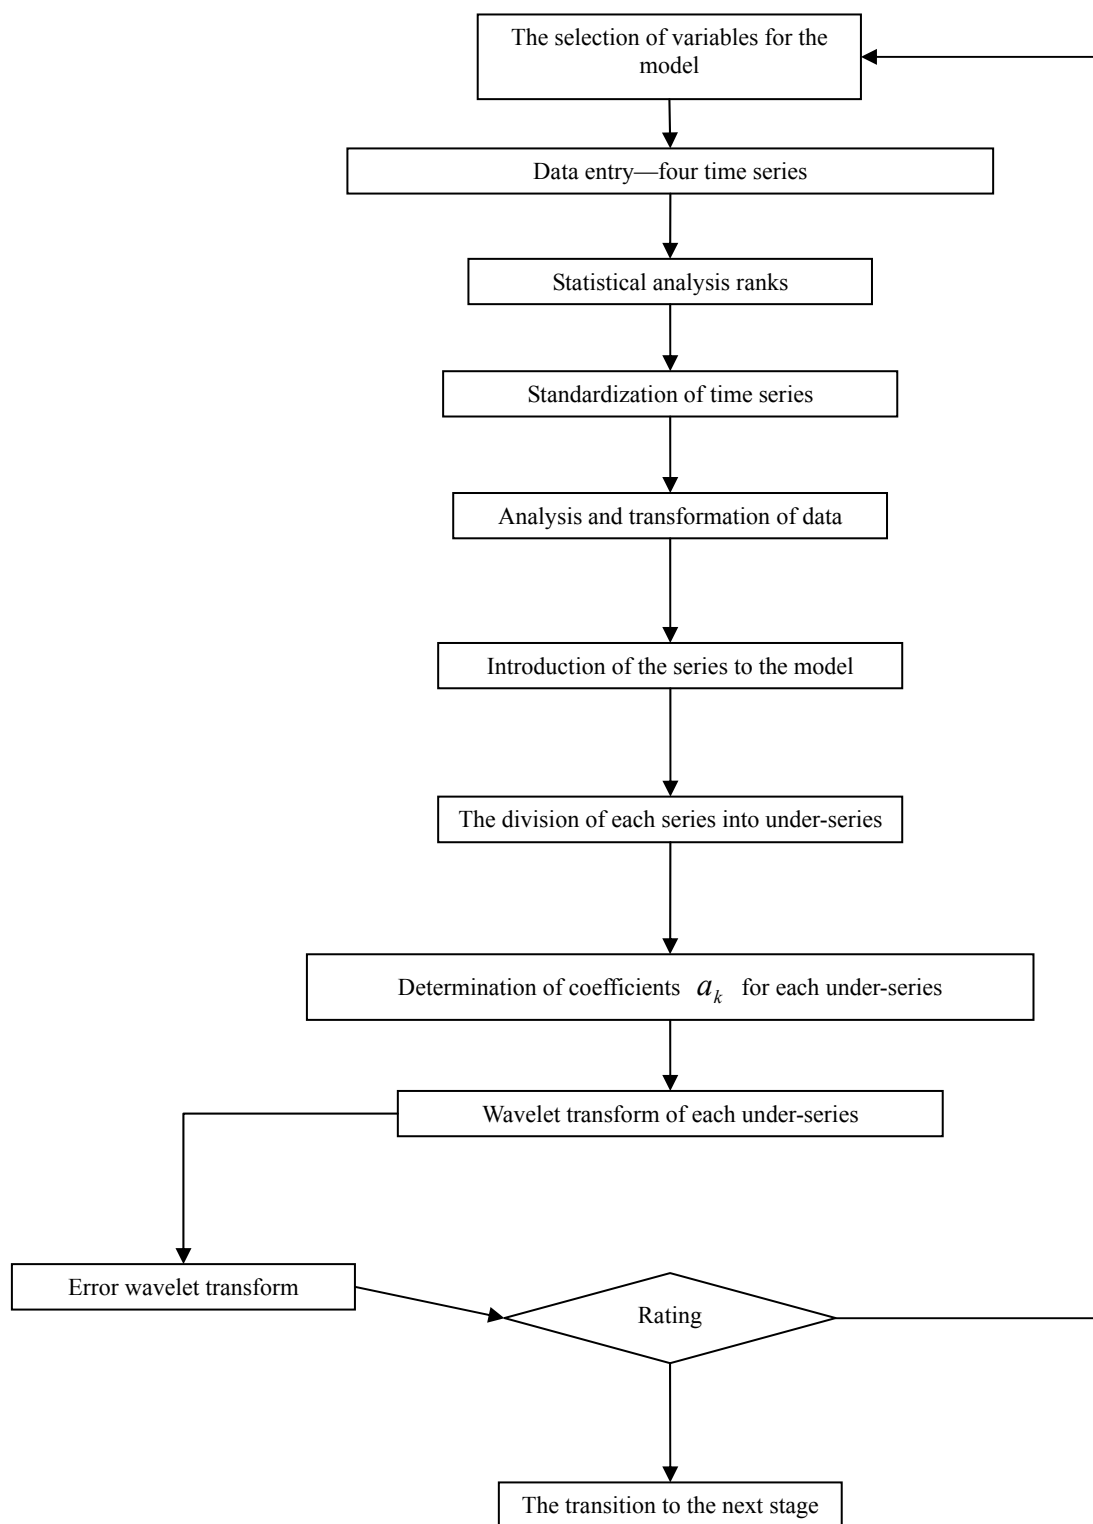 The selection of variables for the
model
Data entry—four time series
Statistical analysis ranks
Standardization of time series
Analysis and transformation of data
Introduction of the series to the model
The division of each series into under-series
Determination of coefficients a_k for each under-series
Wavelet transform of each under-series
Error wavelet transform
Rating
The transition to the next stage